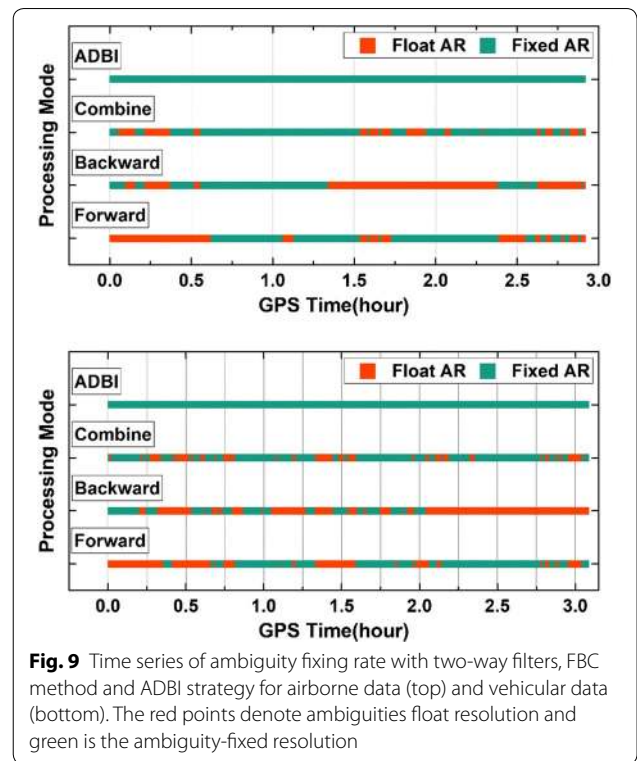 Float AR Fixed AR
ADBI
Combine
Backward
Forward
Processing Mode
0.0 0.5 1.0 1.5 2.0 2.5 3.0
GPS Time(hour)
Float AR Fixed AR
ADBI
Combine
Backward
Forward
Processing Mode
0.0 0.5 1.0 1.5 2.0 2.5 3.0
GPS Time(hour)
Fig. 9 Time series of ambiguity fixing rate with two-way filters, FBC
method and ADBI strategy for airborne data (top) and vehicular data
(bottom). The red points denote ambiguities float resolution and
green is the ambiguity-fixed resolution